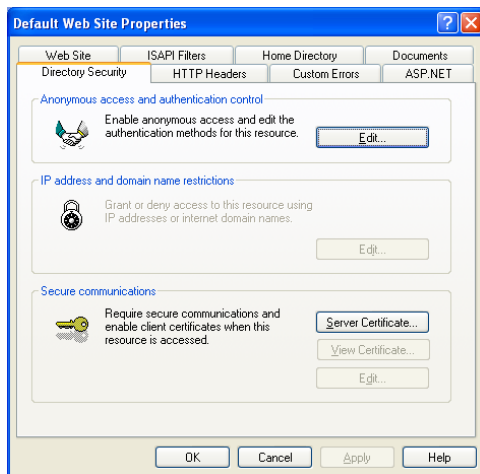 Default Web Site Properties
Web Site
ISAPI Filters
Home Directory
Documents
Directory Security
HTTP Headers
Custom Errors
ASP.NET
Anonymous access and authentication control
Enable anonymous access and edit the
authentication methods for this resource.
Edit...
IP address and domain name restrictions
Grant or deny access to this resource using
IP addresses or internet domain names.
Edit...
Secure communications
Require secure communications and
enable client certificates when this
resource is accessed.
Server Certificate...
View Certificate...
Edit...
OK
Cancel
Apply
Help